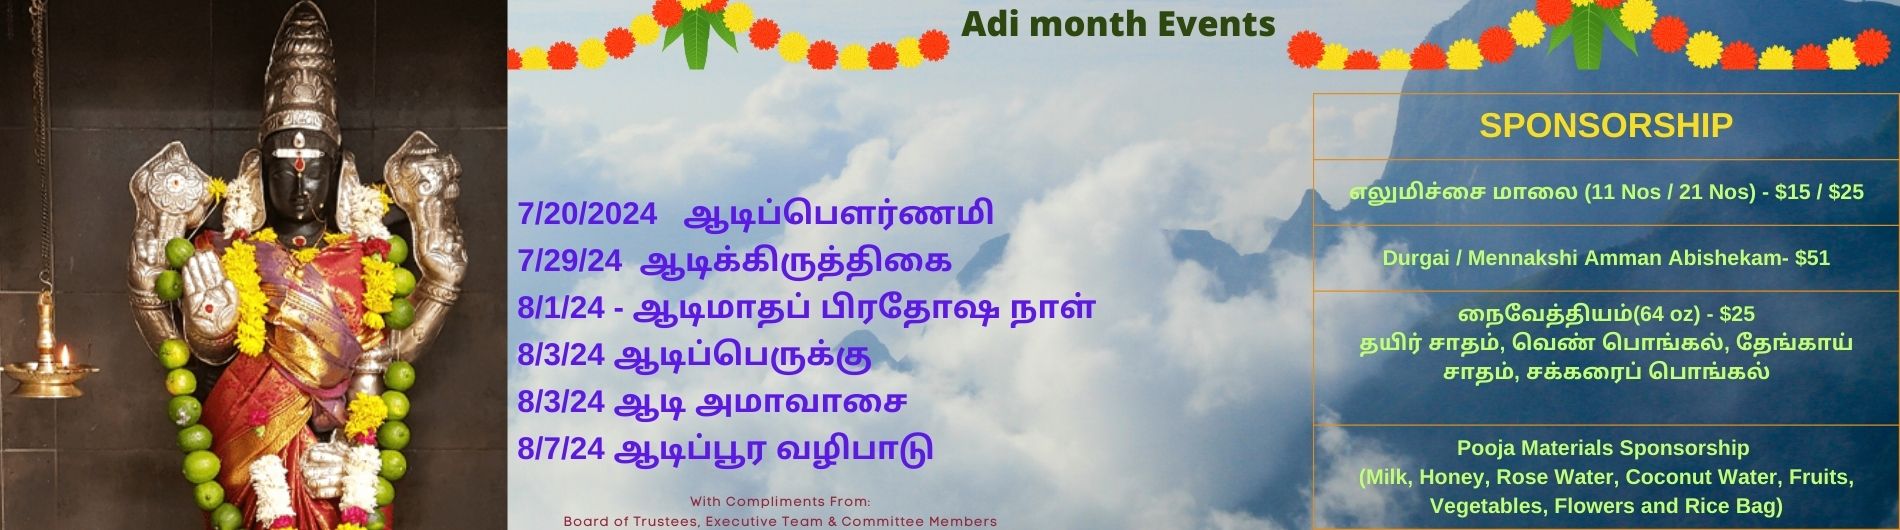 Adi month Events
7/20/2024 ஆடிப்பௌர்ணமி
7/29/24 ஆடிக்கிருத்திகை
8/1/24 - ஆடிமாதப் பிரதோஷ நாள்
8/3/24 ஆடிப்பெருக்கு
8/3/24 ஆடி அமாவாசை
8/7/24 ஆடிப்பூர வழிபாடு
With Compliments From:
Board of Trustees, Executive Team & Committee Members
SPONSORSHIP
எலுமிச்சை மாலை (11 Nos / 21 Nos) - $15 / $25
Durgai / Mennakshi Amman Abishekam- $51
நைவேத்தியம்(64 oz) - $25
தயிர் சாதம், வெண் பொங்கல், தேங்காய்
சாதம், சக்கரைப் பொங்கல்
Pooja Materials Sponsorship
(Milk, Honey, Rose Water, Coconut Water, Fruits,
Vegetables, Flowers and Rice Bag)